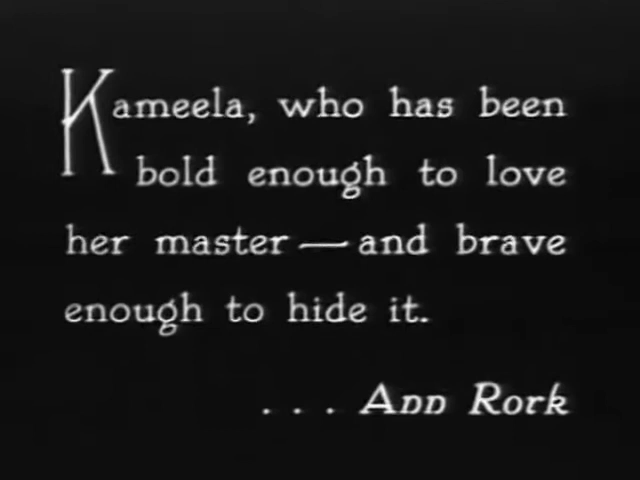 Kameela, who has been
bold enough to love
her master — and brave
enough to hide it.
. . . Ann Rork